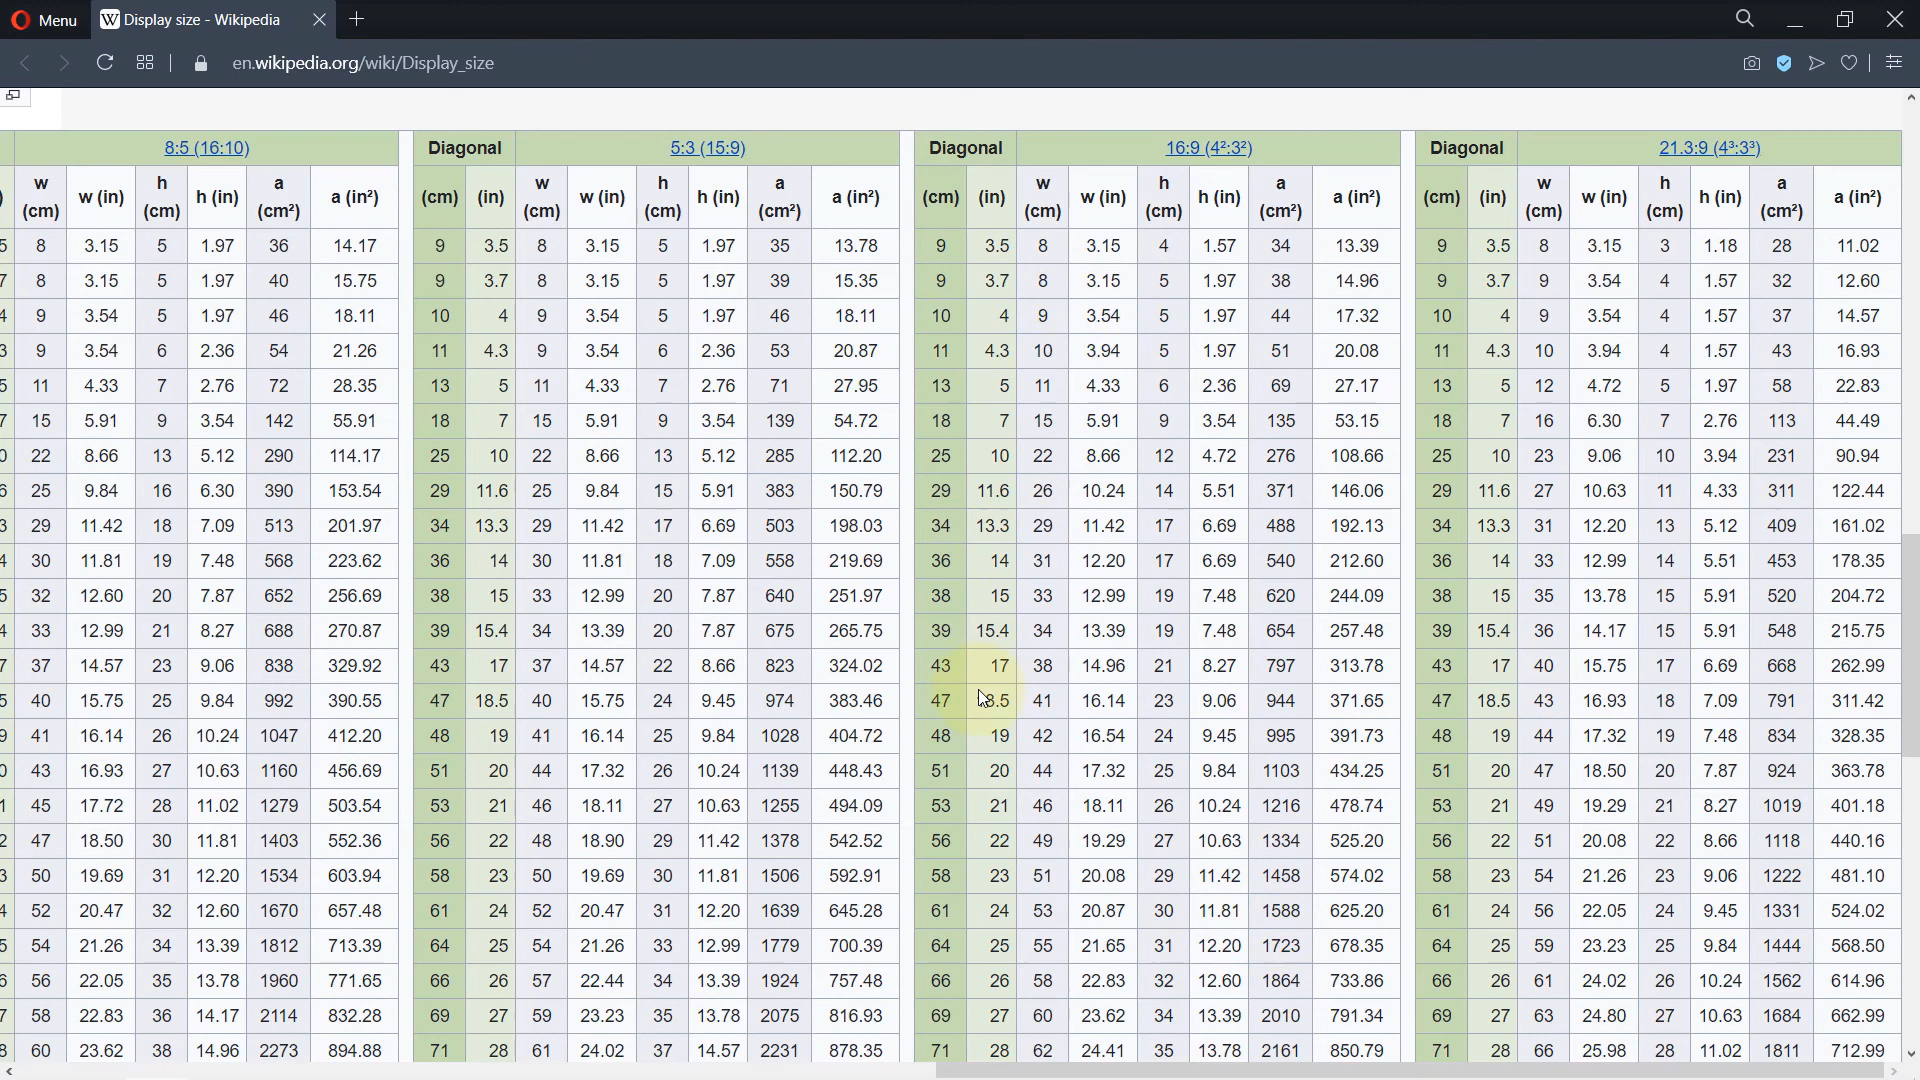 Menu
Display size - Wikipedia
en.wikipedia.org/wiki/Display_size
8:5 (16:10) Diagonal 5:3 (15:9) Diagonal 16:9 (4²:3²) Diagonal 21.3:9 (4³:3³)
w (cm) w (in) h (cm) h (in) a (cm²) a (in²) (cm) (in) w (cm) w (in) h (cm) h (in) a (cm²) a (in²) (cm) (in) w (cm) w (in) h (cm) h (in) a (cm²) a (in²) (cm) (in) w (cm) w (in) h (cm) h (in) a (cm²) a (in²)
5 8 3.15 5 1.97 36 14.17 9 3.5 8 3.15 5 1.97 35 13.78 9 3.5 8 3.15 4 1.57 34 13.39 9 3.5 8 3.15 3 1.18 28 11.02
7 8 3.15 5 1.97 40 15.75 9 3.7 8 3.15 5 1.97 39 15.35 9 3.7 8 3.15 5 1.97 38 14.96 9 3.7 9 3.54 4 1.57 32 12.60
4 9 3.54 5 1.97 46 18.11 10 4 9 3.54 5 1.97 46 18.11 10 4 9 3.54 5 1.97 44 17.32 10 4 9 3.54 4 1.57 37 14.57
3 9 3.54 6 2.36 54 21.26 11 4.3 9 3.54 6 2.36 53 20.87 11 4.3 10 3.94 5 1.97 51 20.08 11 4.3 10 3.94 4 1.57 43 16.93
5 11 4.33 7 2.76 72 28.35 13 5 11 4.33 7 2.76 71 27.95 13 5 11 4.33 6 2.36 69 27.17 13 5 12 4.72 5 1.97 58 22.83
7 15 5.91 9 3.54 142 55.91 18 7 15 5.91 9 3.54 139 54.72 18 7 15 5.91 9 3.54 135 53.15 18 7 16 6.30 7 2.76 113 44.49
0 22 8.66 13 5.12 290 114.17 25 10 22 8.66 13 5.12 285 112.20 25 10 22 8.66 12 4.72 276 108.66 25 10 23 9.06 10 3.94 231 90.94
6 25 9.84 16 6.30 390 153.54 29 11.6 25 9.84 15 5.91 383 150.79 29 11.6 26 10.24 14 5.51 371 146.06 29 11.6 27 10.63 11 4.33 311 122.44
3 29 11.42 18 7.09 513 201.97 34 13.3 29 11.42 17 6.69 503 198.03 34 13.3 29 11.42 17 6.69 488 192.13 34 13.3 31 12.20 13 5.12 409 161.02
4 30 11.81 19 7.48 568 223.62 36 14 30 11.81 18 7.09 558 219.69 36 14 31 12.20 17 6.69 540 212.60 36 14 33 12.99 14 5.51 453 178.35
5 32 12.60 20 7.87 652 256.69 38 15 33 12.99 20 7.87 640 251.97 38 15 33 12.99 19 7.48 620 244.09 38 15 35 13.78 15 5.91 520 204.72
4 33 12.99 21 8.27 688 270.87 39 15.4 34 13.39 20 7.87 675 265.75 39 15.4 34 13.39 19 7.48 654 257.48 39 15.4 36 14.17 15 5.91 548 215.75
7 37 14.57 23 9.06 838 329.92 43 17 37 14.57 22 8.66 823 324.02 43 17 38 14.96 21 8.27 797 313.78 43 17 40 15.75 17 6.69 668 262.99
5 40 15.75 25 9.84 992 390.55 47 18.5 40 15.75 24 9.45 974 383.46 47 41 16.14 23 9.06 944 371.65 47 18.5 43 16.93 18 7.09 791 311.42
9 41 16.14 26 10.24 1047 412.20 48 19 41 16.14 25 9.84 1028 404.72 48 19 42 16.54 24 9.45 995 391.73 48 19 44 17.32 19 7.48 834 328.35
0 43 16.93 27 10.63 1160 456.69 51 20 44 17.32 26 10.24 1139 448.43 51 20 44 17.32 25 9.84 1103 434.25 51 20 47 18.50 20 7.87 924 363.78
1 45 17.72 28 11.02 1279 503.54 53 21 46 18.11 27 10.63 1255 494.09 53 21 46 18.11 26 10.24 1216 478.74 53 21 49 19.29 21 8.27 1019 401.18
2 47 18.50 30 11.81 1403 552.36 56 22 48 18.90 29 11.42 1378 542.52 56 22 49 19.29 27 10.63 1334 525.20 56 22 51 20.08 22 8.66 1118 440.16
3 50 19.69 31 12.20 1534 603.94 58 23 50 19.69 30 11.81 1506 592.91 58 23 51 20.08 29 11.42 1458 574.02 58 23 54 21.26 23 9.06 1222 481.10
4 52 20.47 32 12.60 1670 657.48 61 24 52 20.47 31 12.20 1639 645.28 61 24 53 20.87 30 11.81 1588 625.20 61 24 56 22.05 24 9.45 1331 524.02
5 54 21.26 34 13.39 1812 713.39 64 25 54 21.26 33 12.99 1779 700.39 64 25 55 21.65 31 12.20 1723 678.35 64 25 59 23.23 25 9.84 1444 568.50
6 56 22.05 35 13.78 1960 771.65 66 26 57 22.44 34 13.39 1924 757.48 66 26 58 22.83 32 12.60 1864 733.86 66 26 61 24.02 26 10.24 1562 614.96
7 58 22.83 36 14.17 2114 832.28 69 27 59 23.23 35 13.78 2075 816.93 69 27 60 23.62 34 13.39 2010 791.34 69 27 63 24.80 27 10.63 1684 662.99
8 60 23.62 38 14.96 2273 894.88 71 28 61 24.02 37 14.57 2231 878.35 71 28 62 24.41 35 13.78 2161 850.79 71 28 66 25.98 28 11.02 1811 712.99